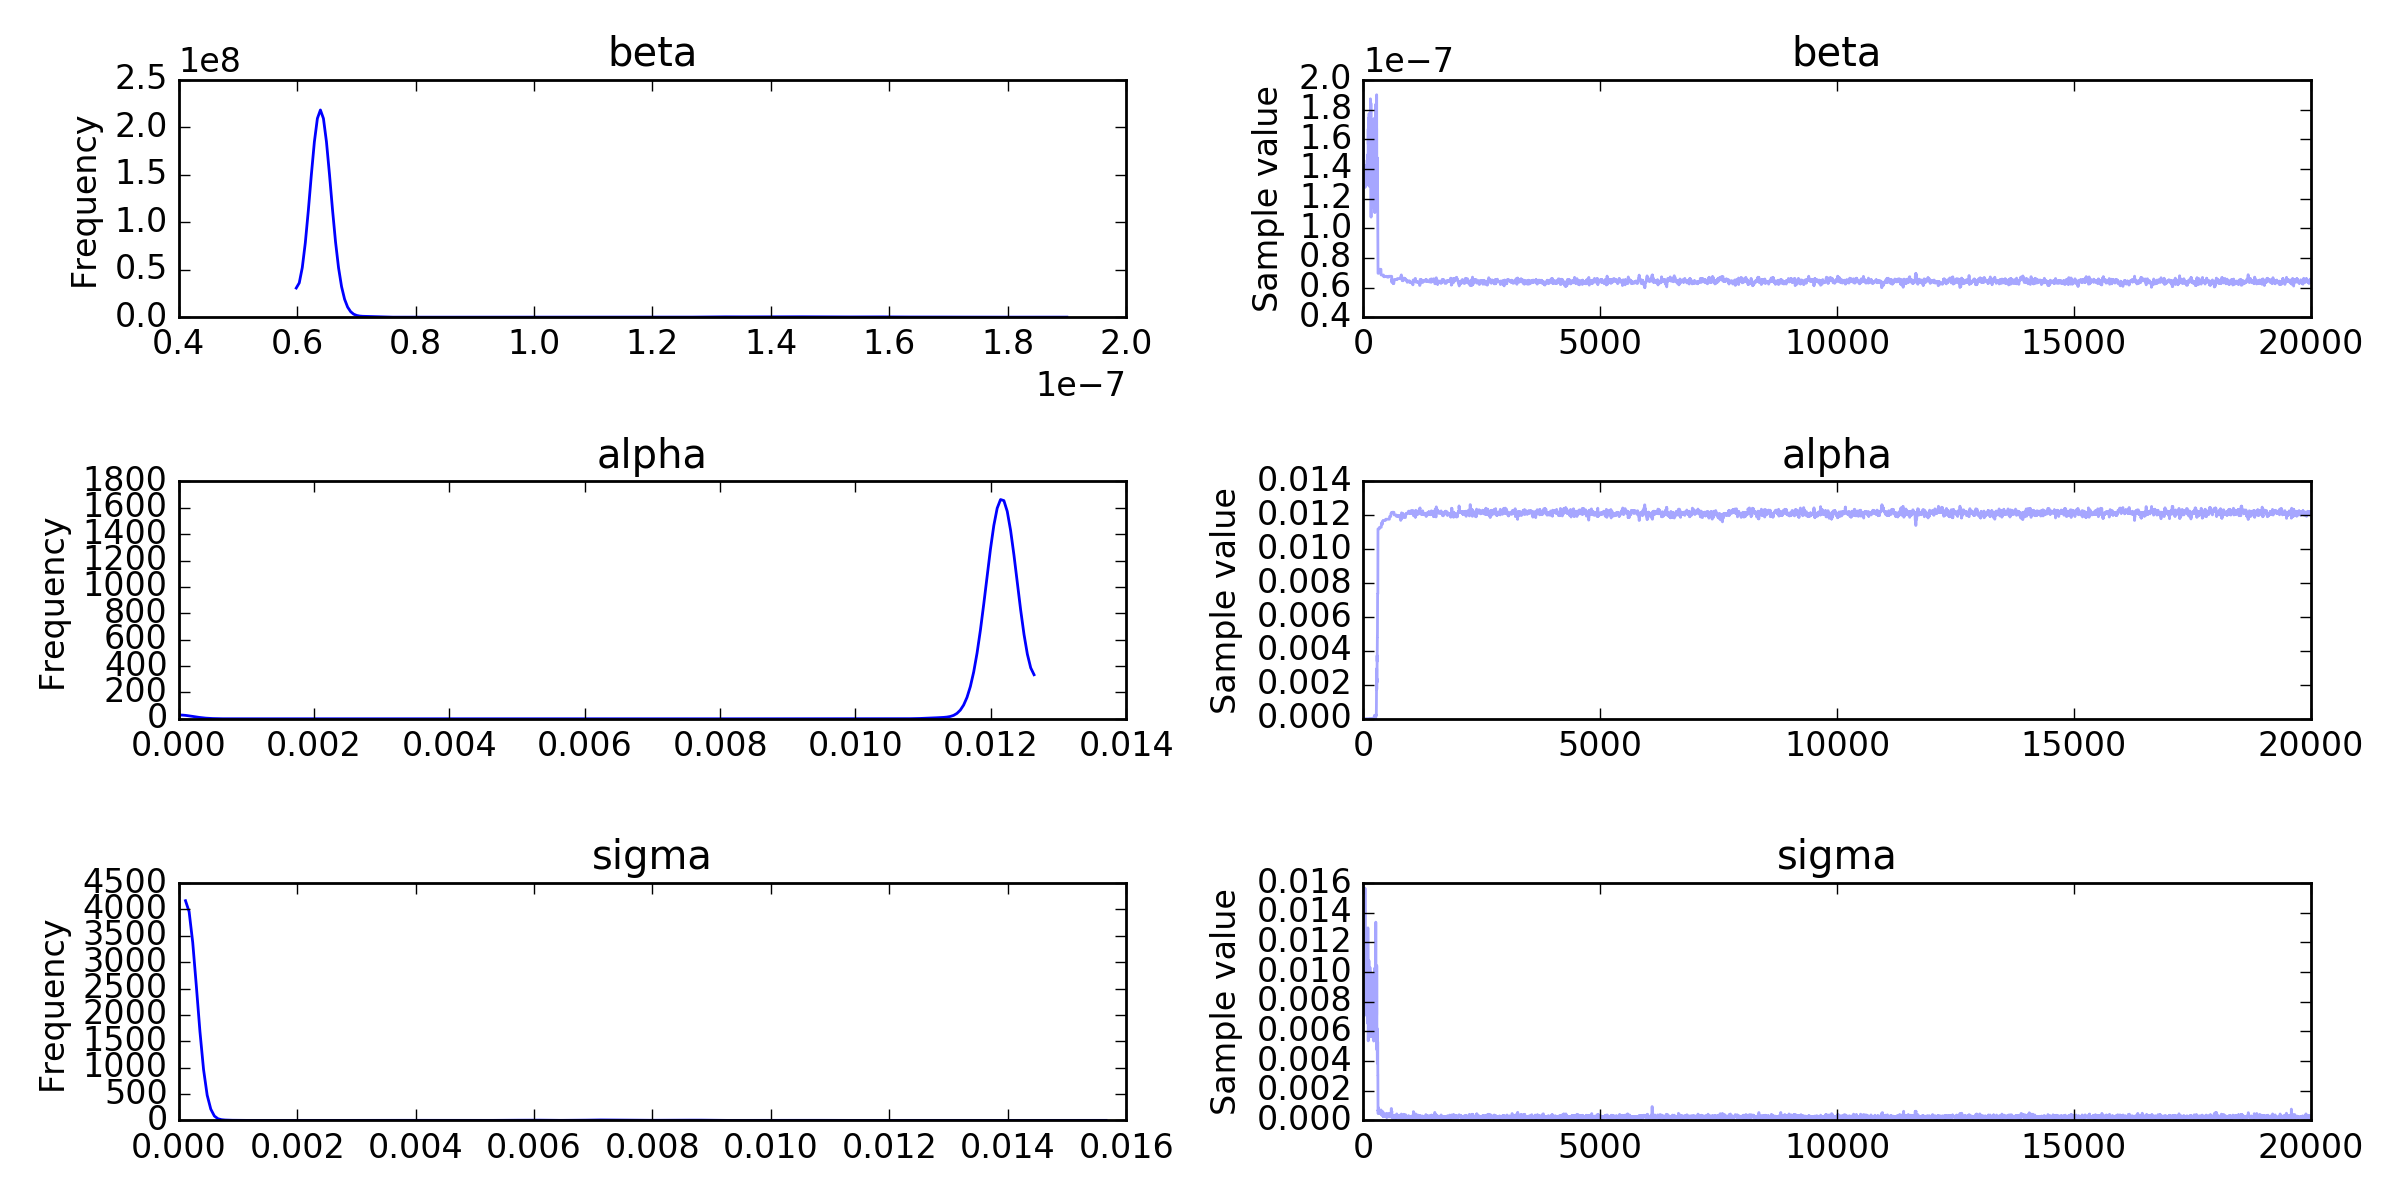 beta
1e8
Frequency
2.5
2.0
1.5
1.0
0.5
0.0
0.4 0.6 0.8 1.0 1.2 1.4 1.6 1.8 2.0
1e−7
beta
1e−7
Sample value
2.0
1.8
1.6
1.4
1.2
1.0
0.8
0.6
0.4
0 5000 10000 15000 20000
alpha
Frequency
1800
1600
1400
1200
1000
800
600
400
200
0
0.000 0.002 0.004 0.006 0.008 0.010 0.012 0.014
alpha
Sample value
0.014
0.012
0.010
0.008
0.006
0.004
0.002
0.000
0 5000 10000 15000 20000
sigma
Frequency
4500
4000
3500
3000
2500
2000
1500
1000
500
0
0.000 0.002 0.004 0.006 0.008 0.010 0.012 0.014 0.016
sigma
Sample value
0.016
0.014
0.012
0.010
0.008
0.006
0.004
0.002
0.000
0 5000 10000 15000 20000